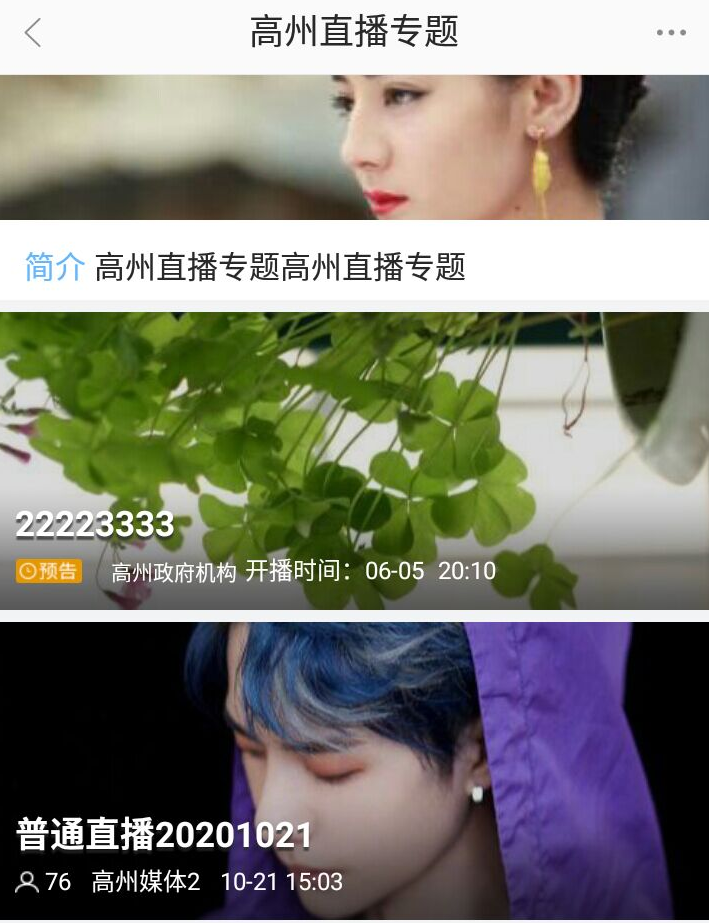 高州直播专题
简介 高州直播专题高州直播专题
22223333
预告 高州政府机构 开播时间：06-05 20:10
普通直播20201021
76 高州媒体2 10-21 15:03